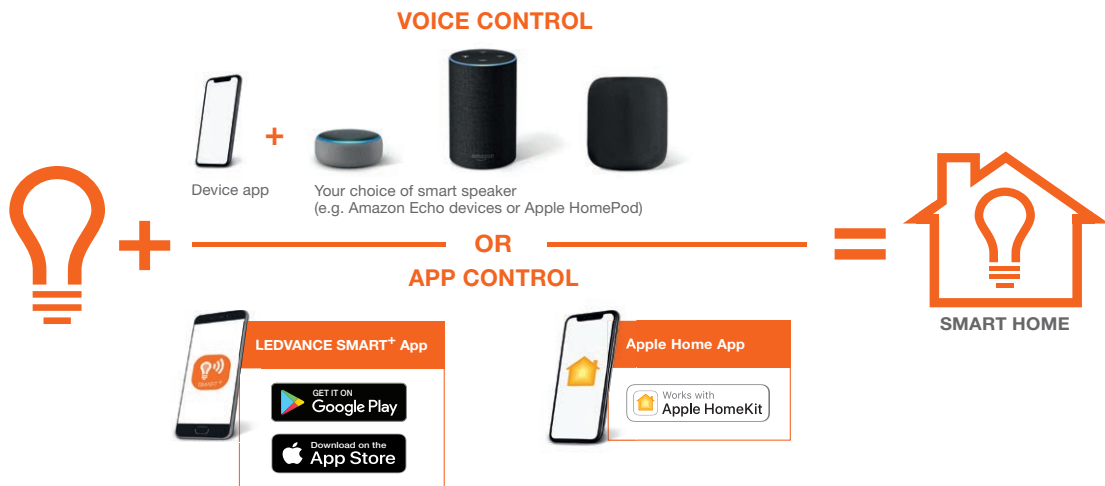 VOICE CONTROL
amazon
Device app
Your choice of smart speaker
(e.g. Amazon Echo devices or Apple HomePod)
OR
APP CONTROL
SMART HOME
LEDVANCE SMART+ App
SMART+
GET IT ON
Google Play
Download on the
App Store
Apple Home App
Works with
Apple HomeKit